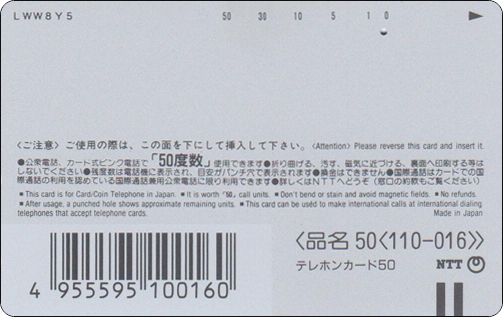 LWW8Y5 50 30 10 5 1 0
〈ご注意〉ご使用の際は、この面を下にして挿入して下さい。〈Attention〉Please reverse this card and insert it.
●公衆電話、カード式ピンク電話で「50度数」使用できます●折り曲げる、汚す、磁気に近づける、裏面へ印刷する等は
しないでください●残度数は電話機に表示され、目安がパンチ穴で表示されます●換金はできません●国際通話はカードでの国
際通話の利用を認めている国際通話兼用公衆電話に限り利用できます●詳しくはNTTへどうぞ(窓口の約款もご覧ください)
■This card is for Card/Coin Telephone in Japan. ■It is worth "50" call units. ■Don't bend or stain and avoid magnetic fields. ■No refunds.
■After usage, a punched hole shows approximate remaining units. ■This card can be used to make international calls at international dialing
telephones that accept telephone cards. Made in Japan
〈品名 50〈110-016〉
テレホンカード50 NTT
4 955595 100160